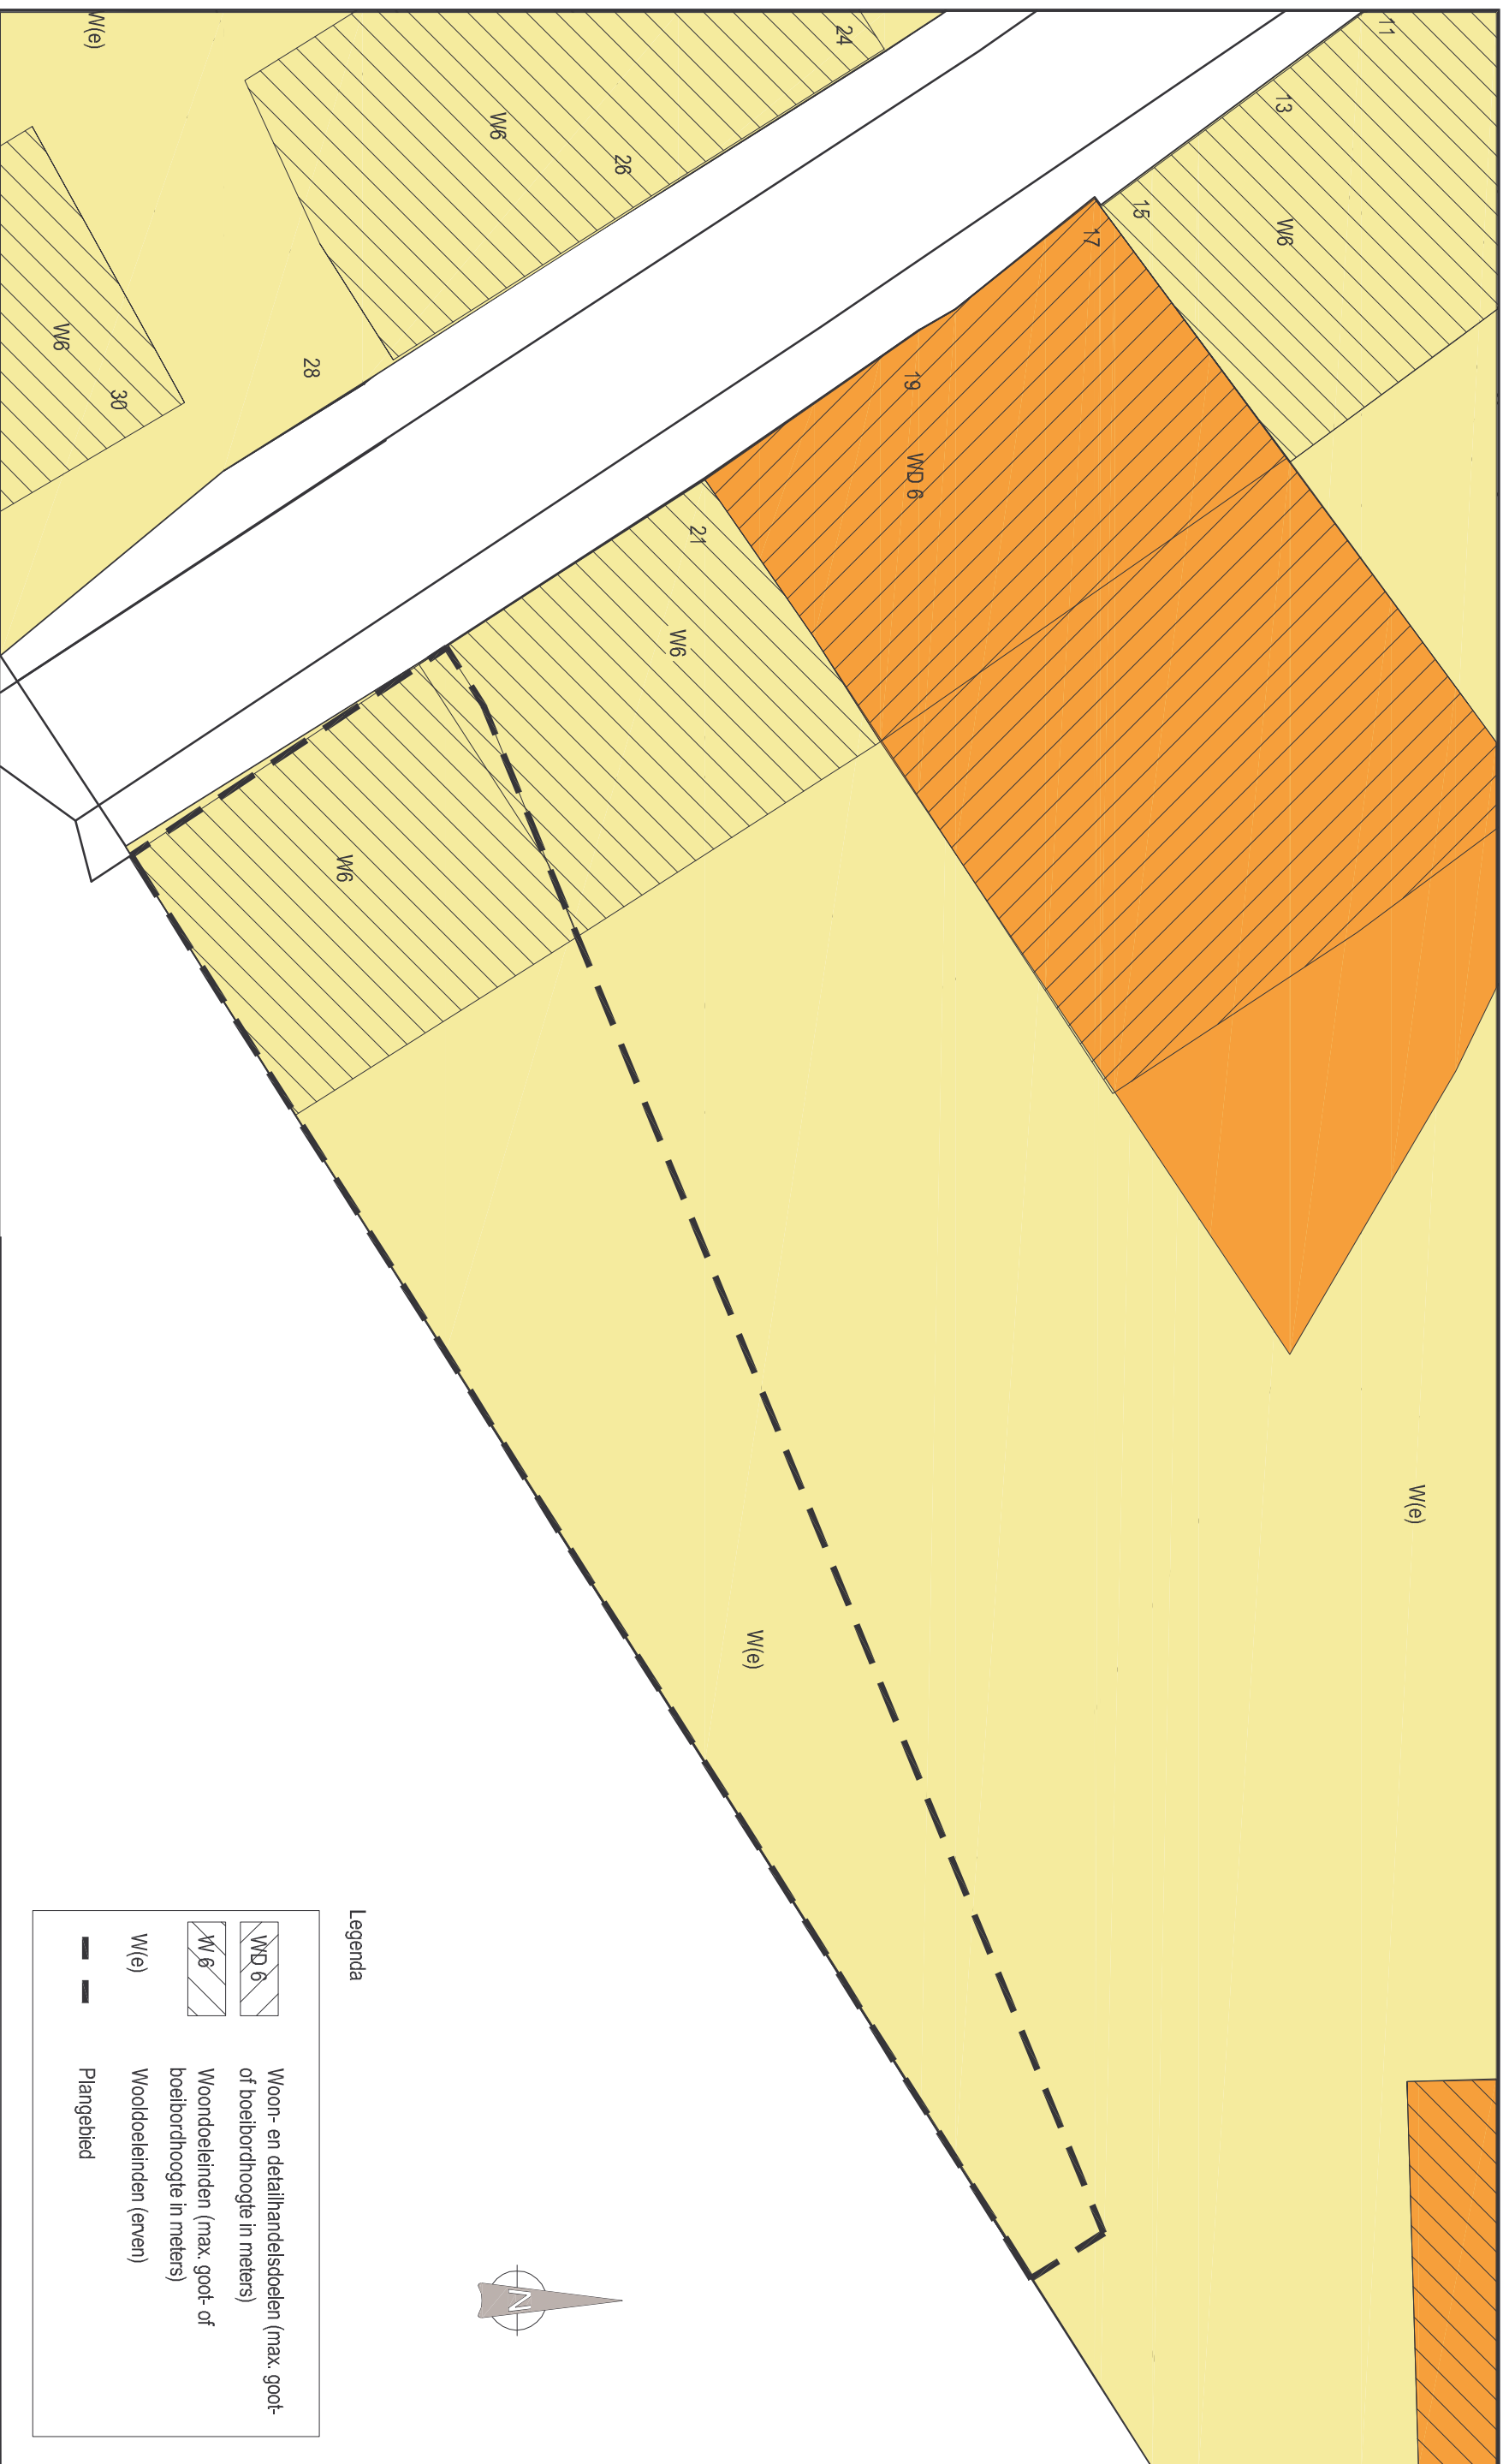 W(e)
11
13
W6
15
17
19
WD 6
24
W(e)
21
W6
26
N
W6
W6
28
30
W(e)
W6
Legenda
WD 6
Woon- en detailhandelsdoelen (max. goot-
of boeibordhoogte in meters)
W 6
Woondoeleinden (max. goot- of
boeibordhoogte in meters)
W(e)
Wooldoeleinden (erven)
Plangebied